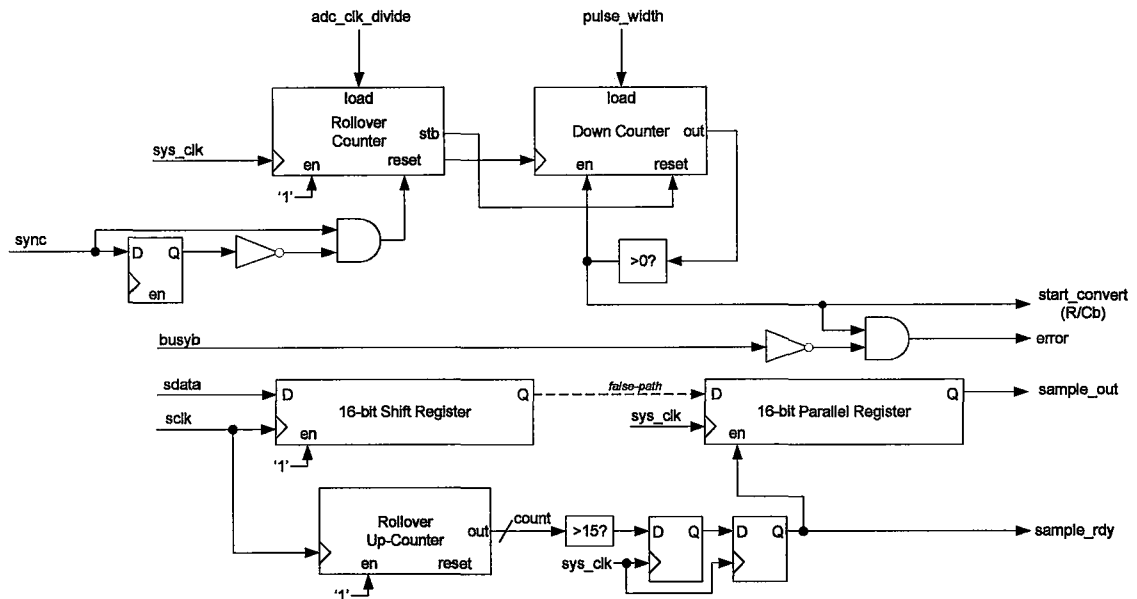 adc_clk_divide
pulse_width
load
Rollover
Counter
stb
sys_clk
en
reset
'1'
load
Down Counter
out
en
reset
sync
D
Q
en
>0?
start_convert
(R/Cb)
error
busyb
sdata
D
Q
16-bit Shift Register
sclk
en
'1'
false-path
D
Q
16-bit Parallel Register
sys_clk
en
sample_out
Rollover
Up-Counter
out
en
reset
'1'
count
>15?
D
Q
D
Q
sys_clk
sample_rdy